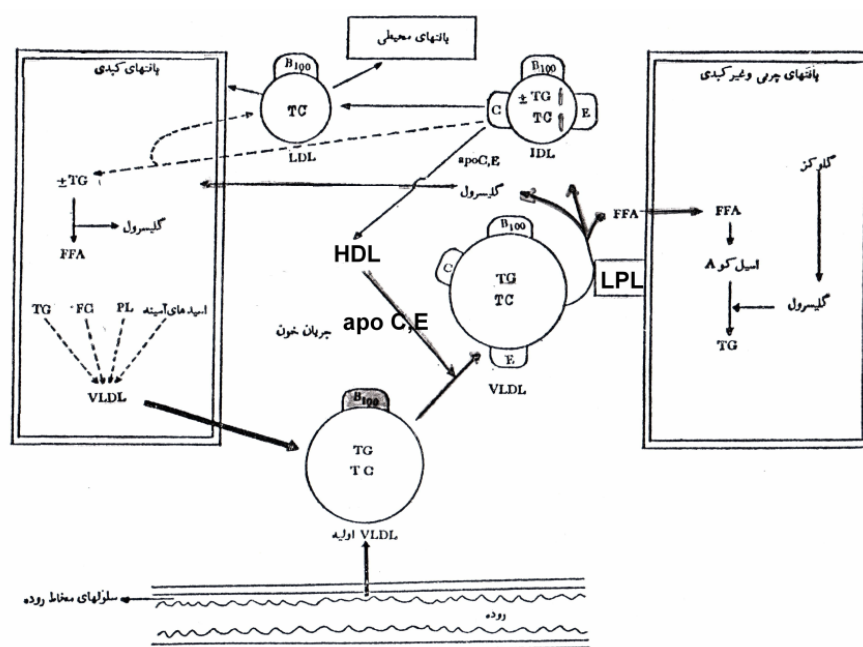 بافتهای محیطی
بافتهای کبدی
B100
TC
LDL
B100
C
± TG
TC
E
IDL
بافتهای چربی وغیر کبدی
apoC,E
±TG
گلیسرول
FFA
گلیسرول
FFA
FFA
گلوکز
اسیل کو A
گلیسرول
TG
HDL
B100
C
TG
TC
E
VLDL
LPL
apo C,E
جریان خون
TG
FG
PL
اسیدهای آمینه
VLDL
B100
TG
TC
VLDL اولیه
سلولهای مخاط روده
روده